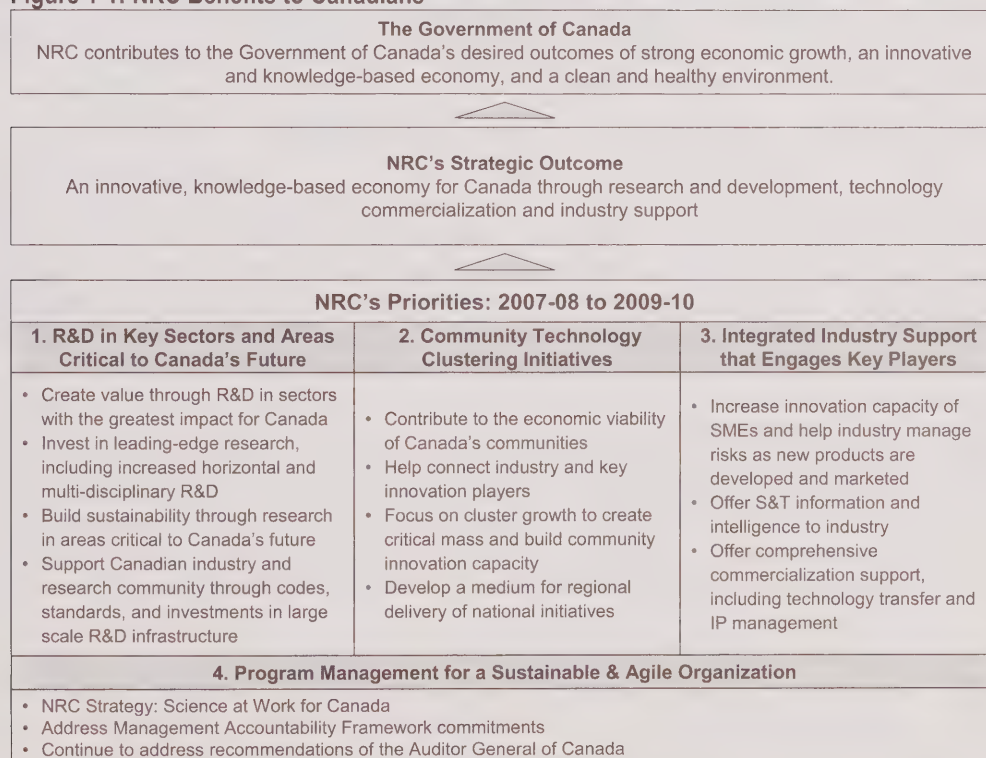 Figure 1-1: NRC Benefits to Canadians
The Government of Canada
NRC contributes to the Government of Canada's desired outcomes of strong economic growth, an innovative
and knowledge-based economy, and a clean and healthy environment.
NRC's Strategic Outcome
An innovative, knowledge-based economy for Canada through research and development, technology
commercialization and industry support
NRC's Priorities: 2007-08 to 2009-10
1. R&D in Key Sectors and Areas
Critical to Canada's Future
• Create value through R&D in sectors
with the greatest impact for Canada
• Invest in leading-edge research,
including increased horizontal and
multi-disciplinary R&D
• Build sustainability through research
in areas critical to Canada's future
• Support Canadian industry and
research community through codes,
standards, and investments in large
scale R&D infrastructure
2. Community Technology
Clustering Initiatives
• Contribute to the economic viability
of Canada's communities
• Help connect industry and key
innovation players
• Focus on cluster growth to create
critical mass and build community
innovation capacity
• Develop a medium for regional
delivery of national initiatives
3. Integrated Industry Support
that Engages Key Players
• Increase innovation capacity of
SMEs and help industry manage
risks as new products are
developed and marketed
• Offer S&T information and
intelligence to industry
• Offer comprehensive
commercialization support,
including technology transfer and
IP management
4. Program Management for a Sustainable & Agile Organization
• NRC Strategy: Science at Work for Canada
• Address Management Accountability Framework commitments
• Continue to address recommendations of the Auditor General of Canada